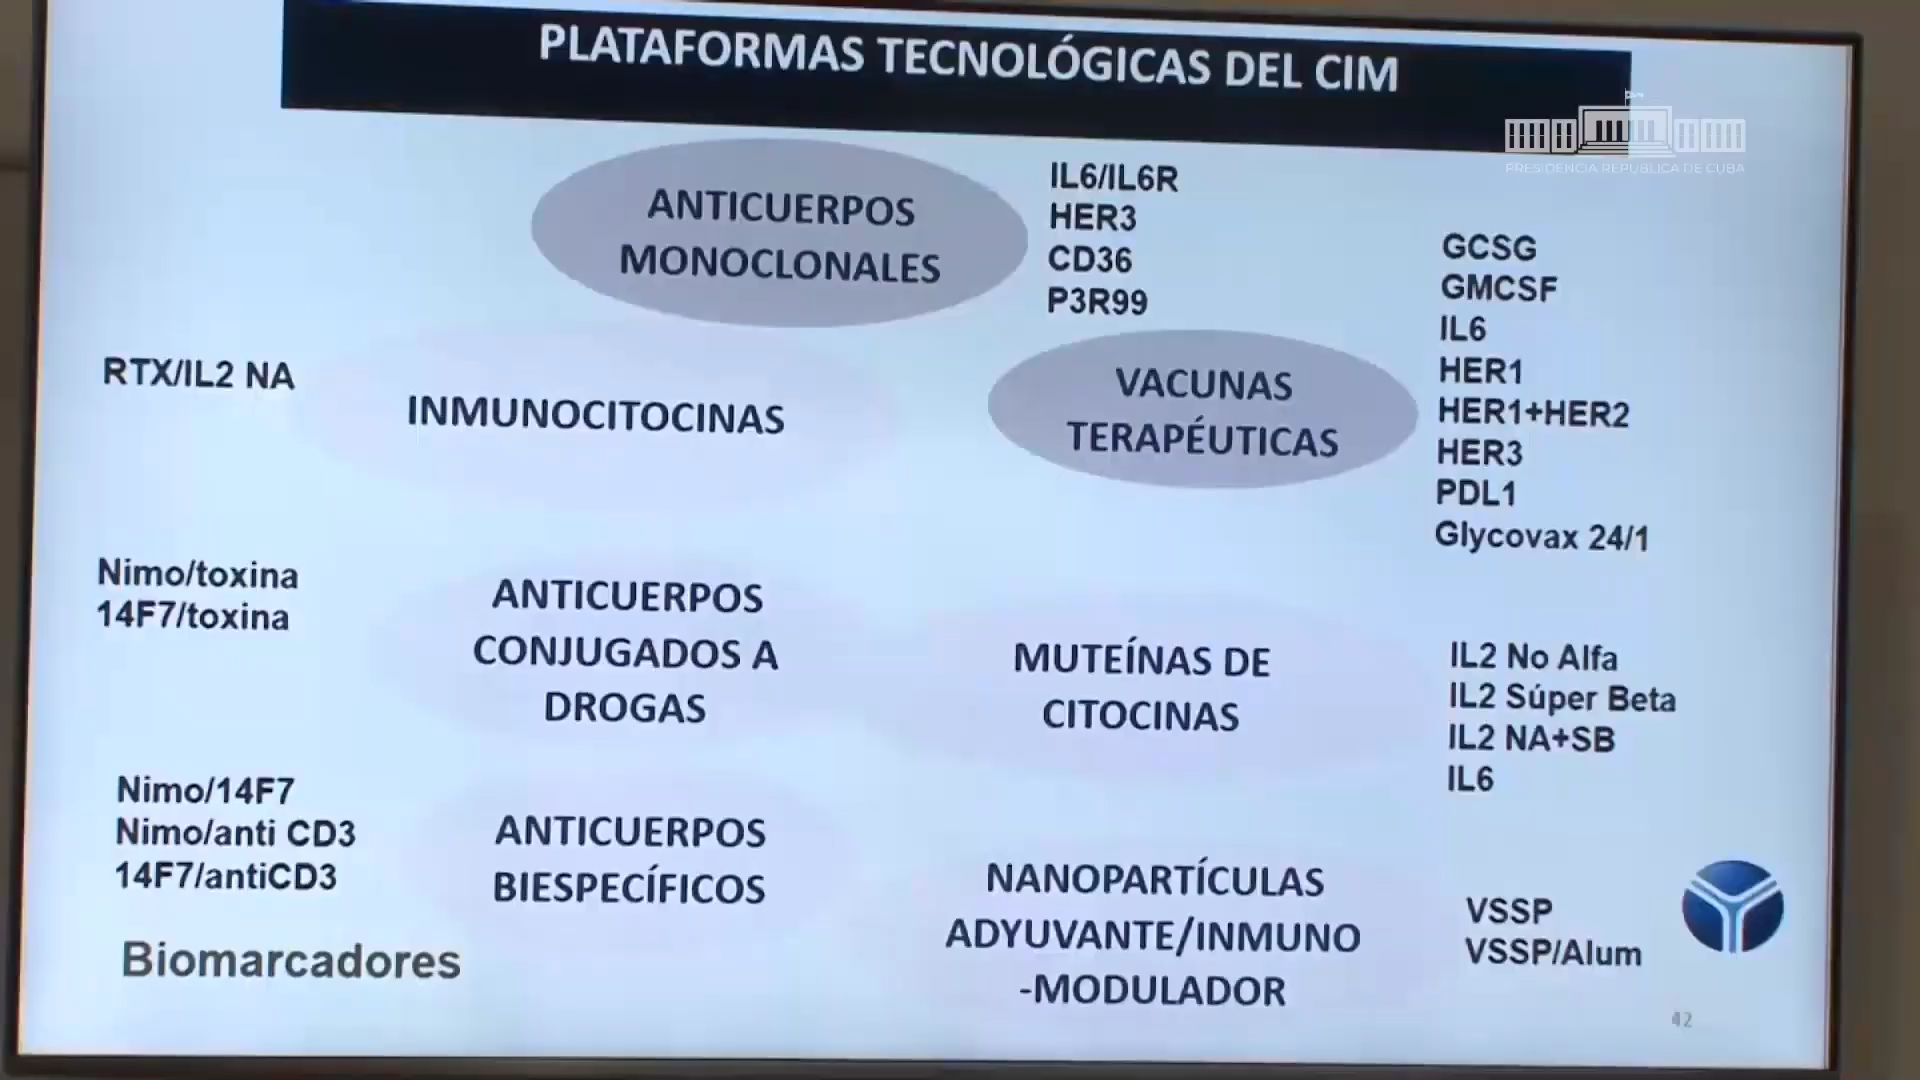 PLATAFORMAS TECNOLÓGICAS DEL CIM
PRESIDENCIA REPÚBLICA DE CUBA
ANTICUERPOS
MONOCLONALES
IL6/IL6R
HER3
CD36
P3R99
VACUNAS
TERAPÉUTICAS
GCSG
GMCSF
IL6
HER1
HER1+HER2
HER3
PDL1
Glycovax 24/1
RTX/IL2 NA
INMUNOCITOCINAS
Nimo/toxina
14F7/toxina
ANTICUERPOS
CONJUGADOS A
DROGAS
MUTEÍNAS DE
CITOCINAS
IL2 No Alfa
IL2 Súper Beta
IL2 NA+SB
IL6
Nimo/14F7
Nimo/anti CD3
14F7/antiCD3
ANTICUERPOS
BIESPECÍFICOS
NANOPARTÍCULAS
ADYUVANTE/INMUNO
-MODULADOR
VSSP
VSSP/Alum
Biomarcadores
42